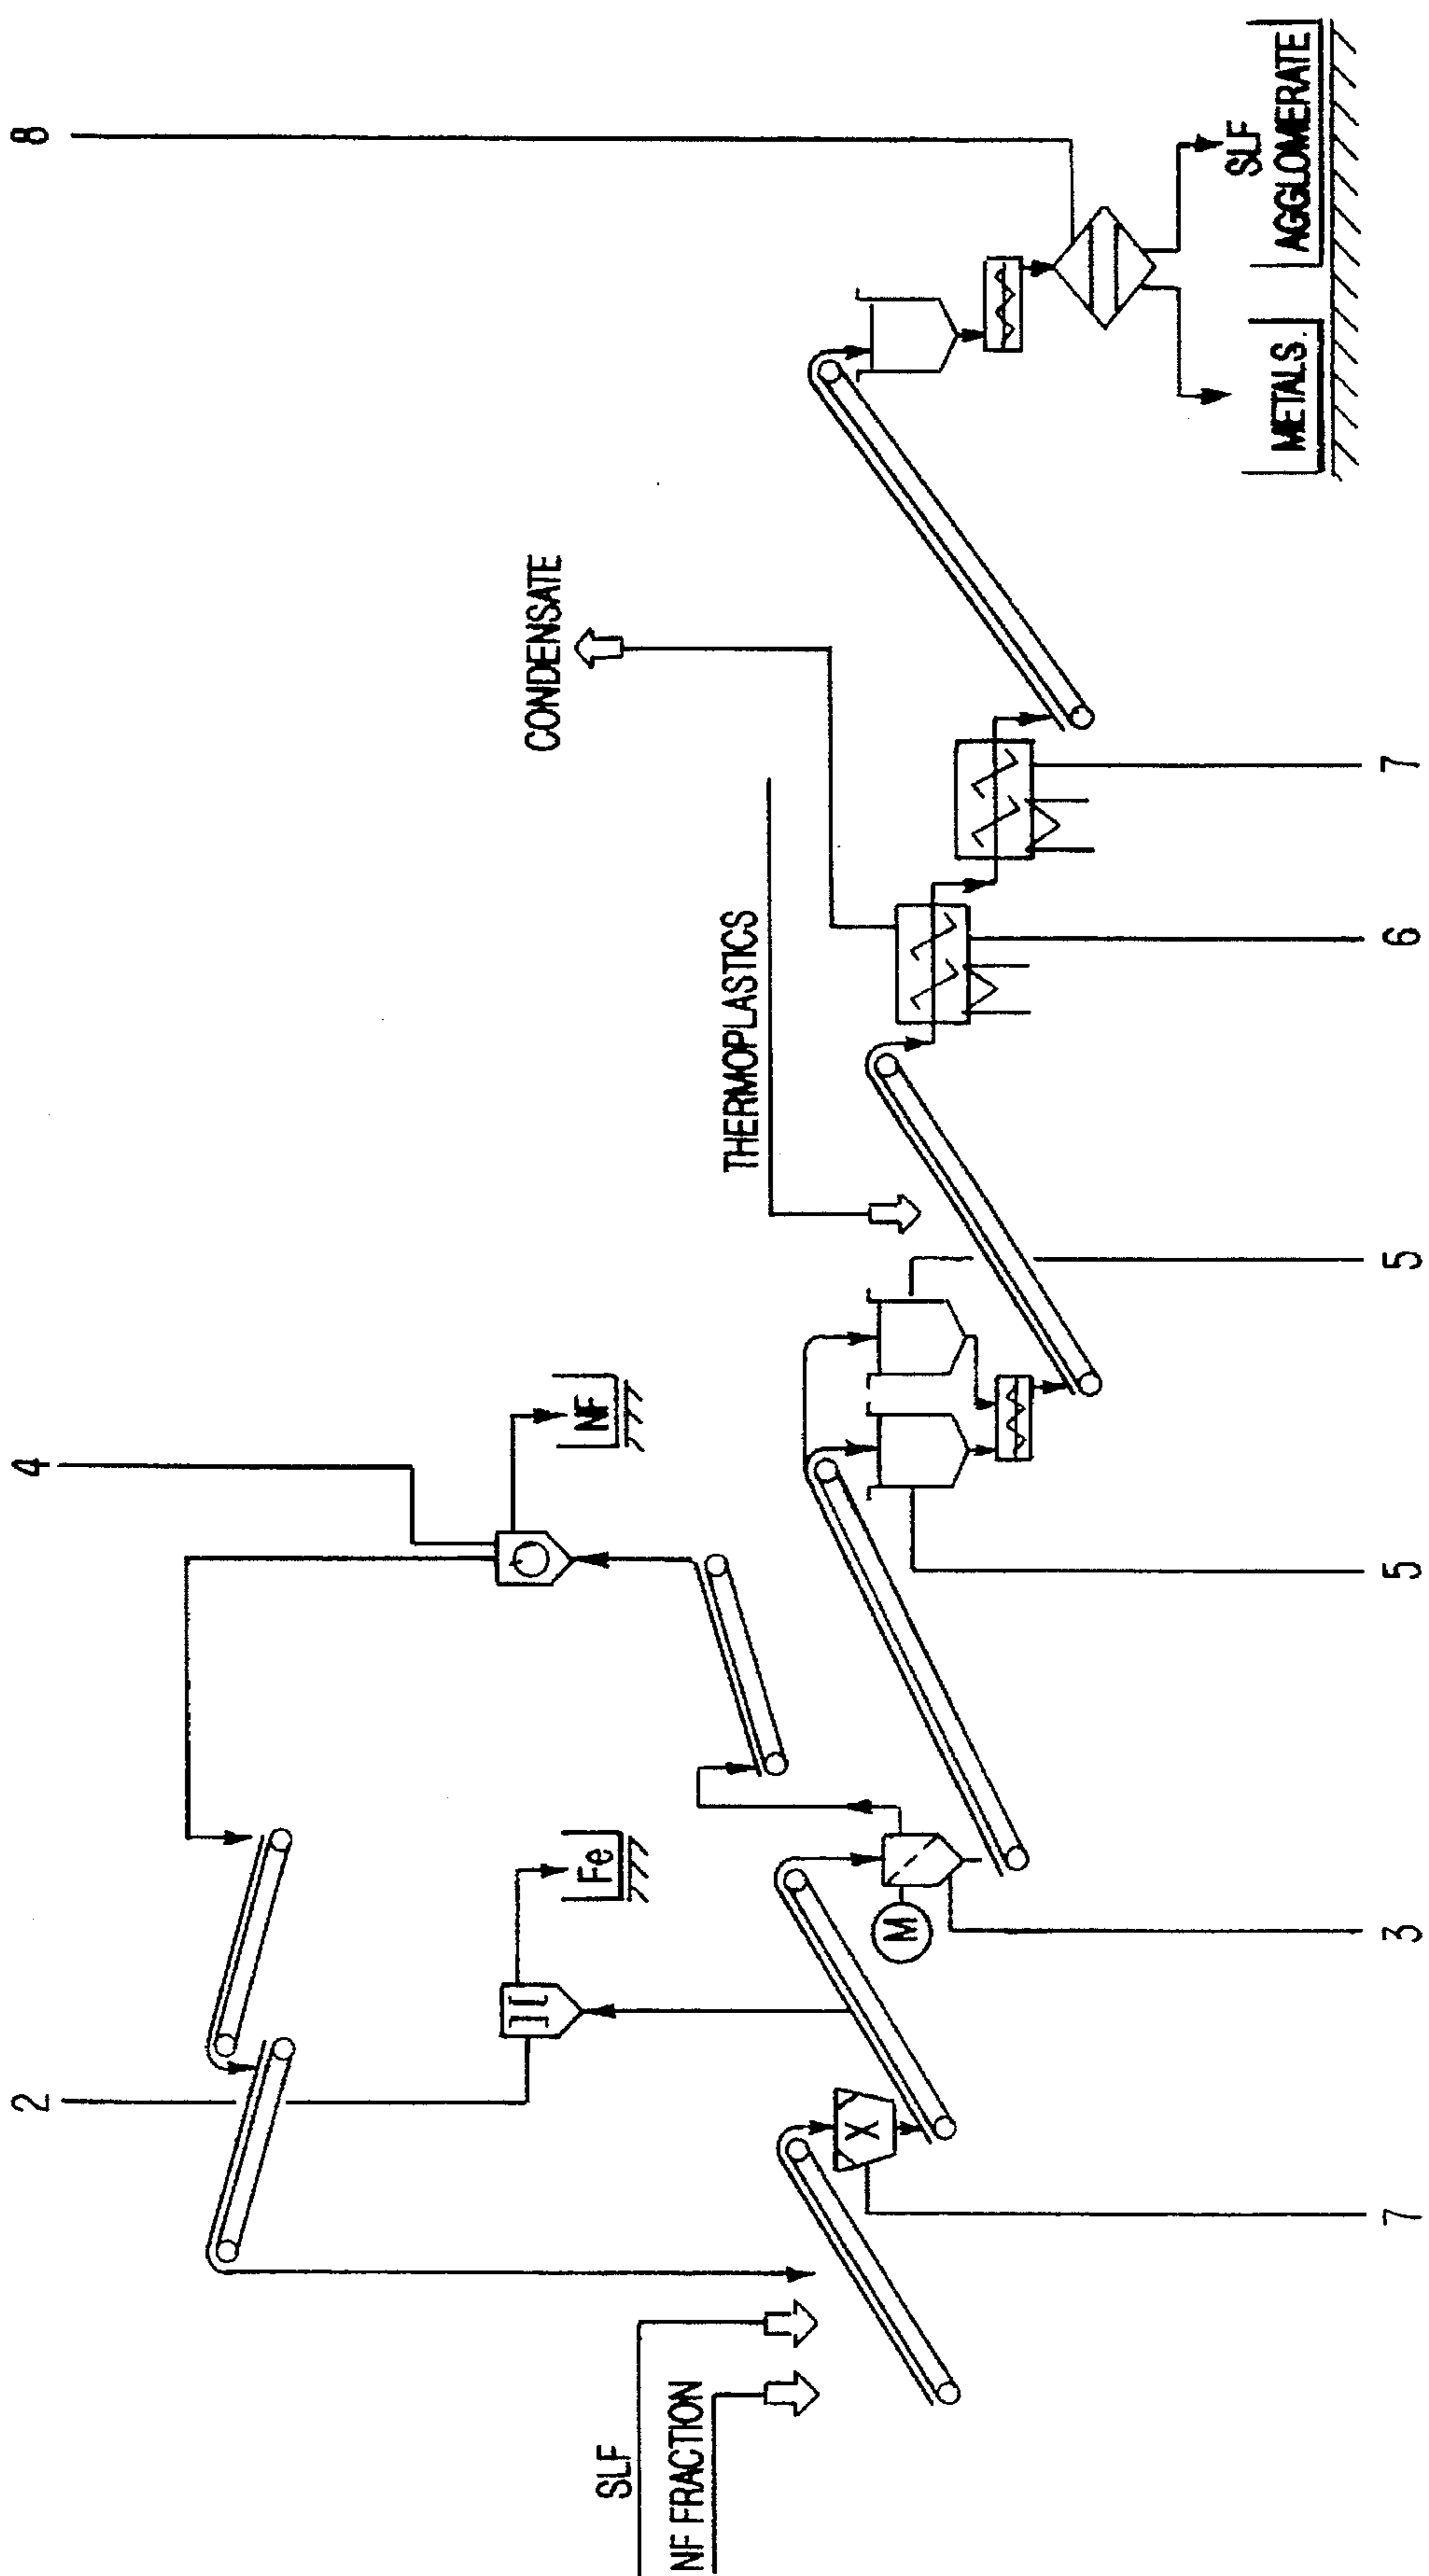 2
4
8
SLF
NF FRACTION
Fe
NF
M
X
THERMOPLASTICS
CONDENSATE
METALS.
SLF
AGGLOMERATE
7
3
5
5
6
7